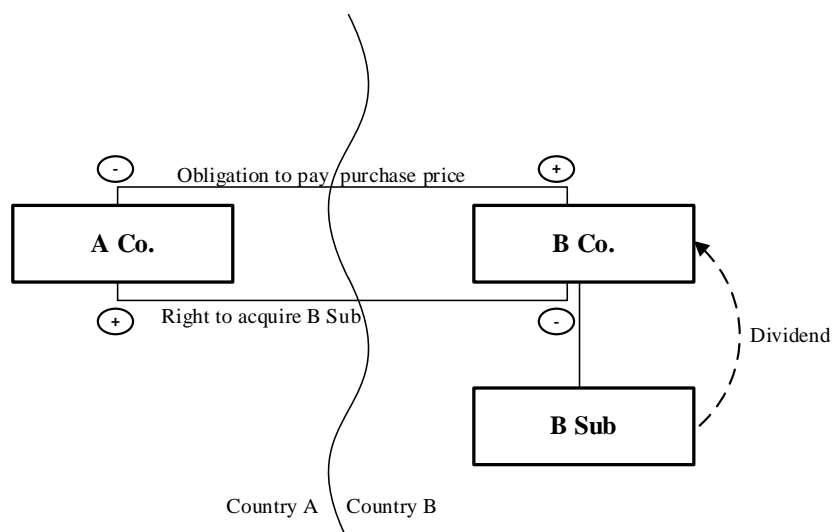 -
+
Obligation to pay purchase price
A Co.
B Co.
+
-
Right to acquire B Sub
Dividend
B Sub
Country A
Country B